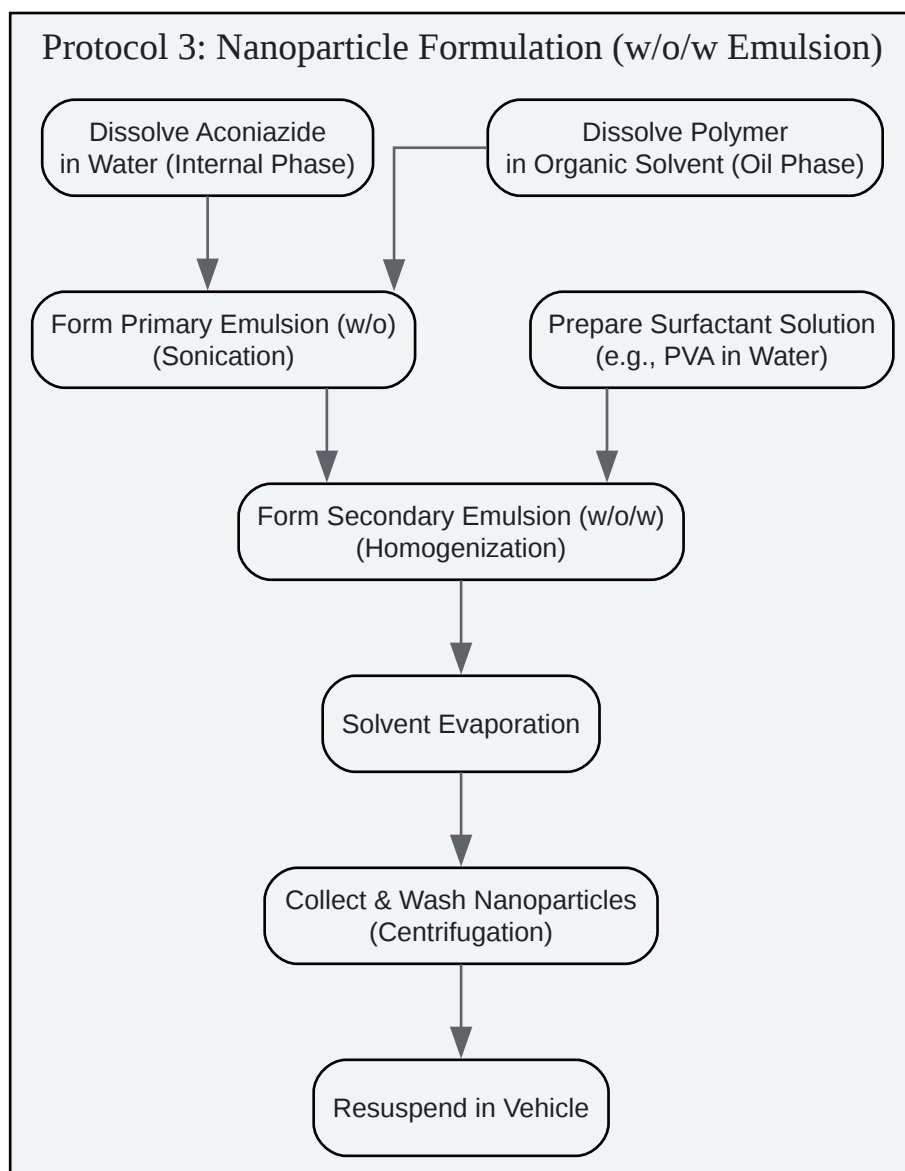 Protocol 3: Nanoparticle Formulation (w/o/w Emulsion)
Dissolve Aconiazide
in Water (Internal Phase)
Dissolve Polymer
in Organic Solvent (Oil Phase)
Form Primary Emulsion (w/o)
(Sonication)
Prepare Surfactant Solution
(e.g., PVA in Water)
Form Secondary Emulsion (w/o/w)
(Homogenization)
Solvent Evaporation
Collect & Wash Nanoparticles
(Centrifugation)
Resuspend in Vehicle